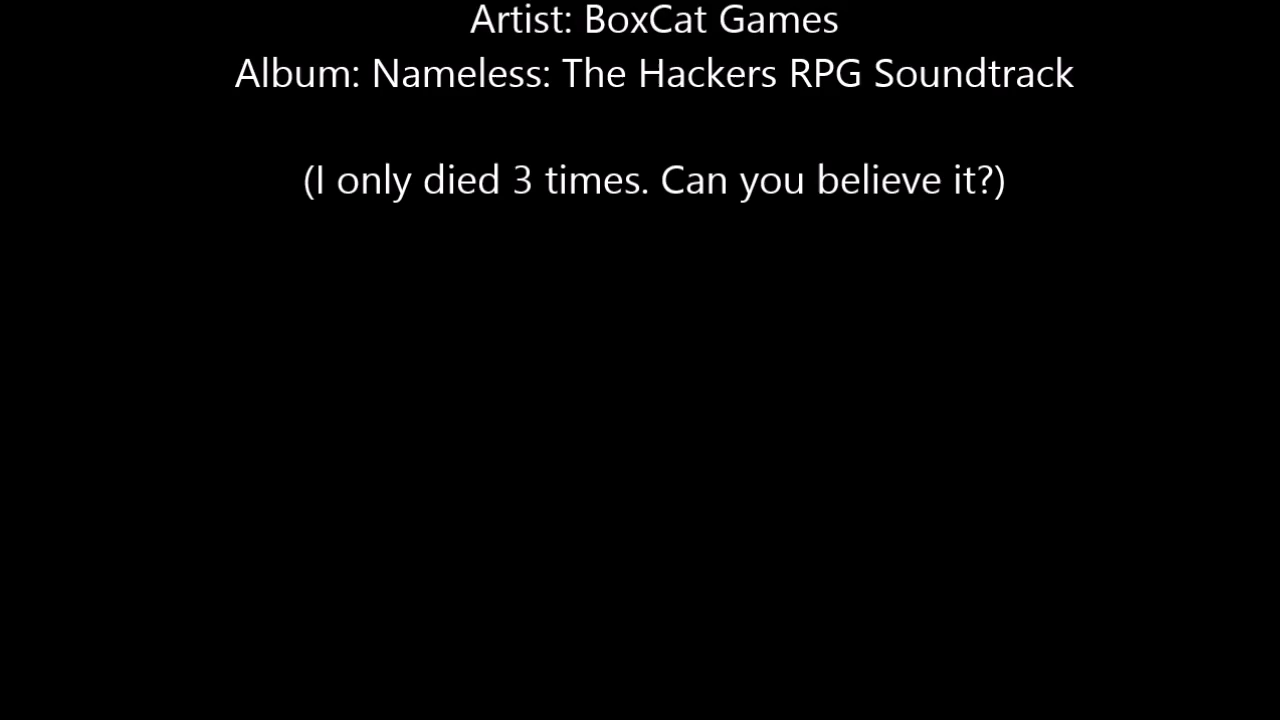 Artist: BoxCat Games
Album: Nameless: The Hackers RPG Soundtrack
(I only died 3 times. Can you believe it?)